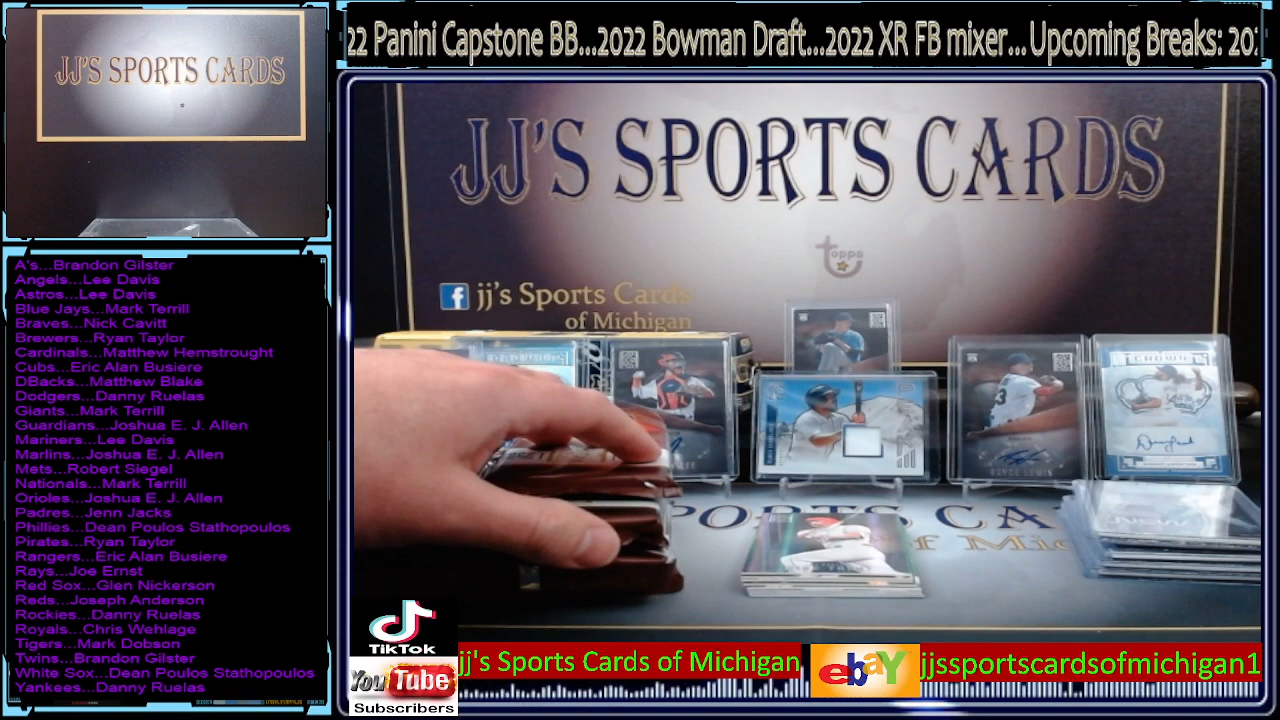 JJ'S SPORTS CARDS
22 Panini Capstone BB...2022 Bowman Draft...2022 XR FB mixer...Upcoming Breaks: 202
JJ'S SPORTS CARDS
topps
jj's Sports Cards
of Michigan
A's...Brandon Gilster
Angels...Lee Davis
Astros...Lee Davis
Blue Jays...Mark Terrill
Braves...Nick Cavitt
Brewers...Ryan Taylor
Cardinals...Matthew Hemstrought
Cubs...Eric Alan Busiere
DBacks...Matthew Blake
Dodgers...Danny Ruelas
Giants...Mark Terrill
Guardians...Joshua E. J. Allen
Mariners...Lee Davis
Marlins...Joshua E. J. Allen
Mets...Robert Siegel
Nationals...Mark Terrill
Orioles...Joshua E. J. Allen
Padres...Jenn Jacks
Phillies...Dean Poulos Stathopoulos
Pirates...Ryan Taylor
Rangers...Eric Alan Busiere
Rays...Joe Ernst
Red Sox...Glen Nickerson
Reds...Joseph Anderson
Rockies...Danny Ruelas
Royals...Chris Wehlage
Tigers...Mark Dobson
Twins...Brandon Gilster
White Sox...Dean Poulos Stathopoulos
Yankees...Danny Ruelas
CROWN
ROYCE LEWIS
TikTok
YouTube
Subscribers
jj's Sports Cards of Michigan
ebaY
jjssportscardsofmichigan1